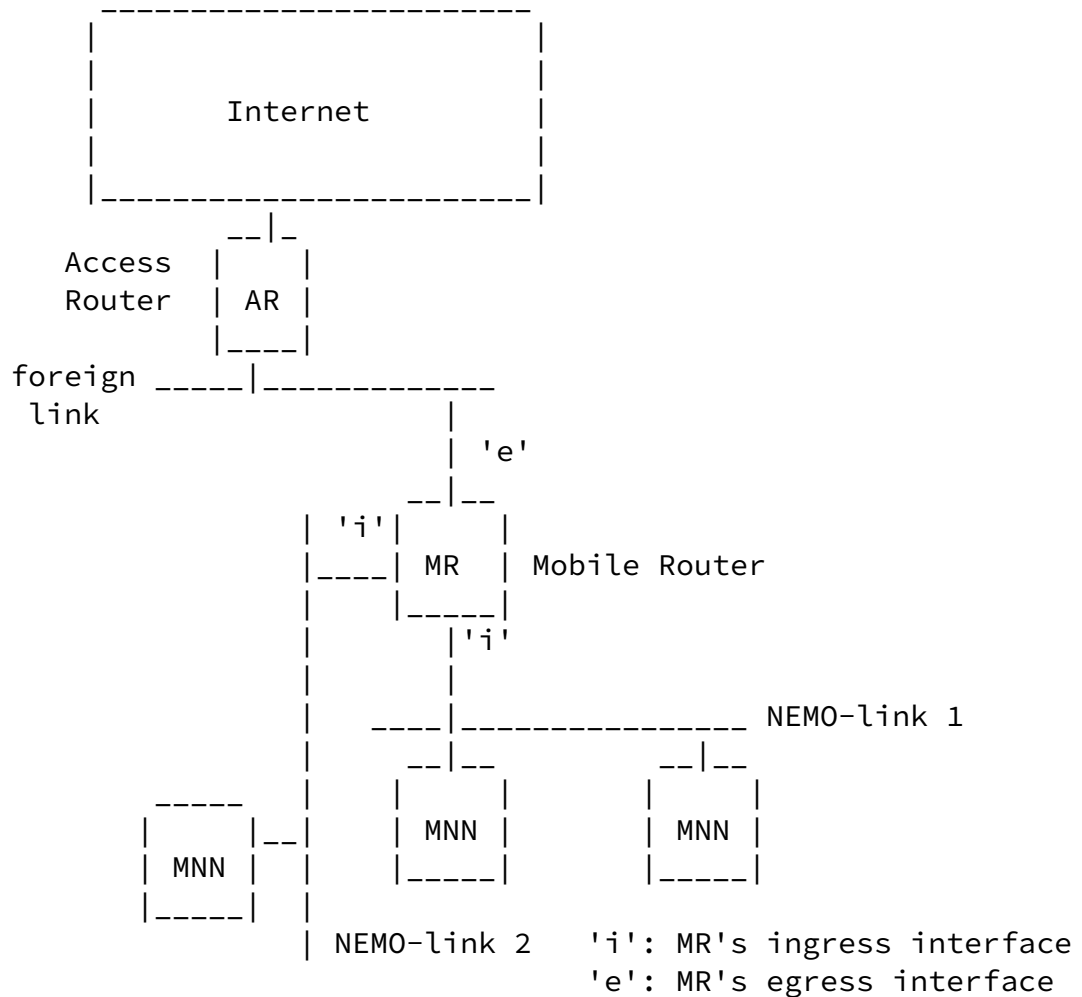 Internet
Access
Router
AR
foreign
link
'e'
'i'
MR
Mobile Router
'i'
NEMO-link 1
MNN
MNN
MNN
NEMO-link 2
'i': MR's ingress interface
'e': MR's egress interface